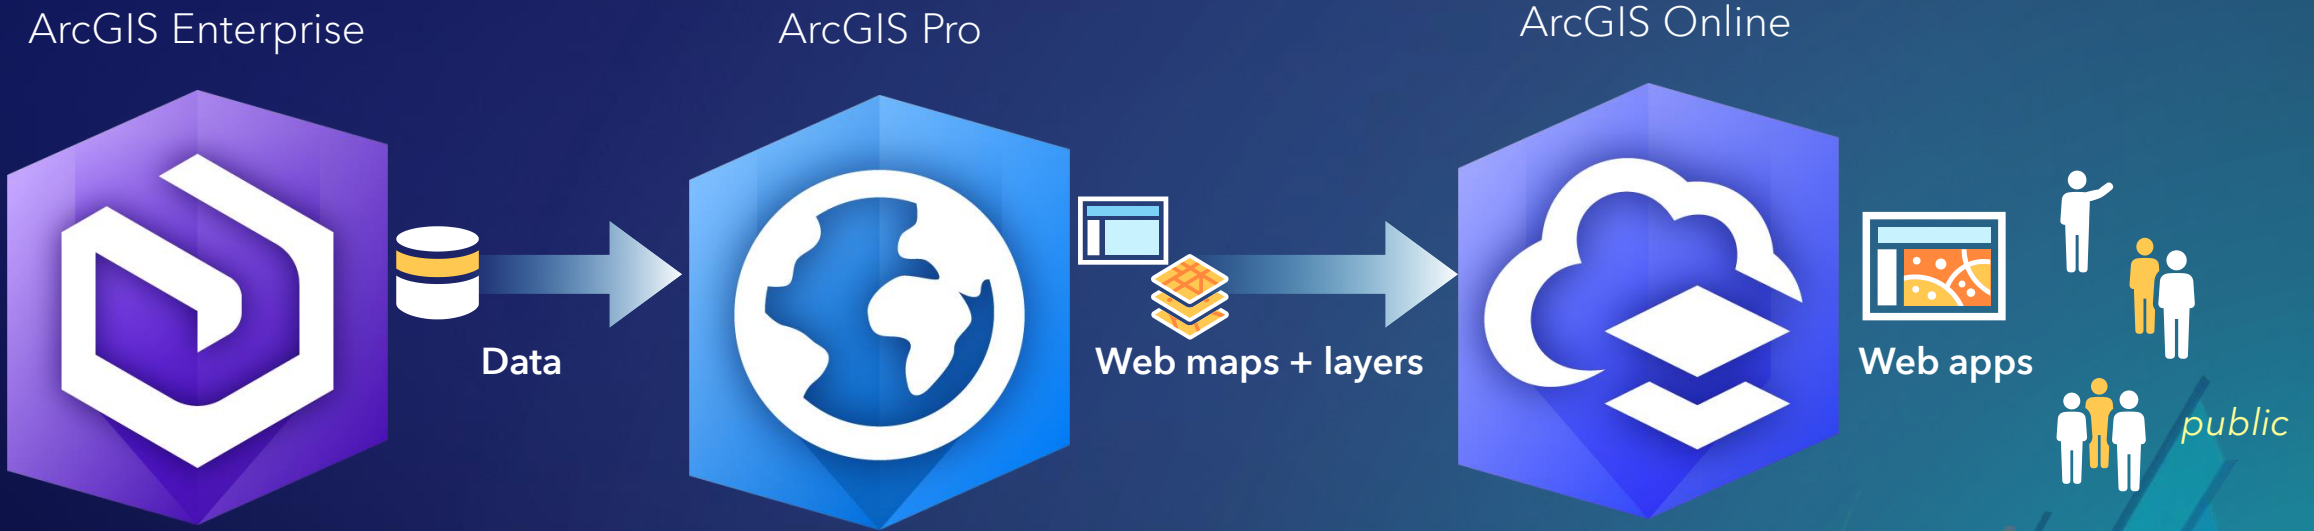 ArcGIS Enterprise
ArcGIS Pro
ArcGIS Online
Data
Web maps + layers
Web apps
public